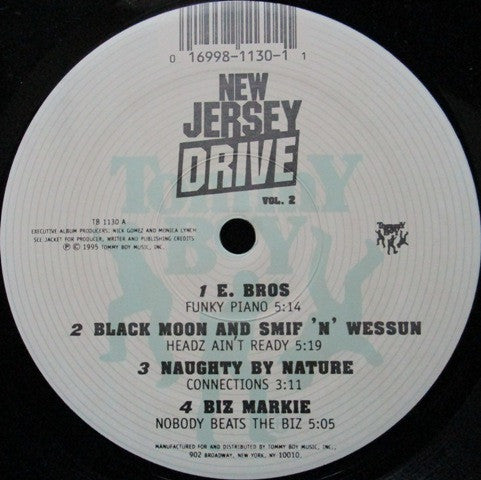 0 16998-1130-1 1
NEW
JERSEY
DRIVE
VOL. 2
TOMMY
BOY
TB 1130 A
EXECUTIVE ALBUM PRODUCERS: NICK GOMEZ AND MONICA LYNCH.
SEE JACKET FOR PRODUCER, WRITER AND PUBLISHING CREDITS
℗ © 1995 TOMMY BOY MUSIC, INC.
1 E. BROS
FUNKY PIANO 5:14
2 BLACK MOON AND SMIF 'N' WESSUN
HEADZ AIN'T READY 5:19
3 NAUGHTY BY NATURE
CONNECTIONS 3:11
4 BIZ MARKIE
NOBODY BEATS THE BIZ 5:05
MANUFACTURED FOR AND DISTRIBUTED BY TOMMY BOY MUSIC, INC.,
902 BROADWAY, NEW YORK, NY 10010.